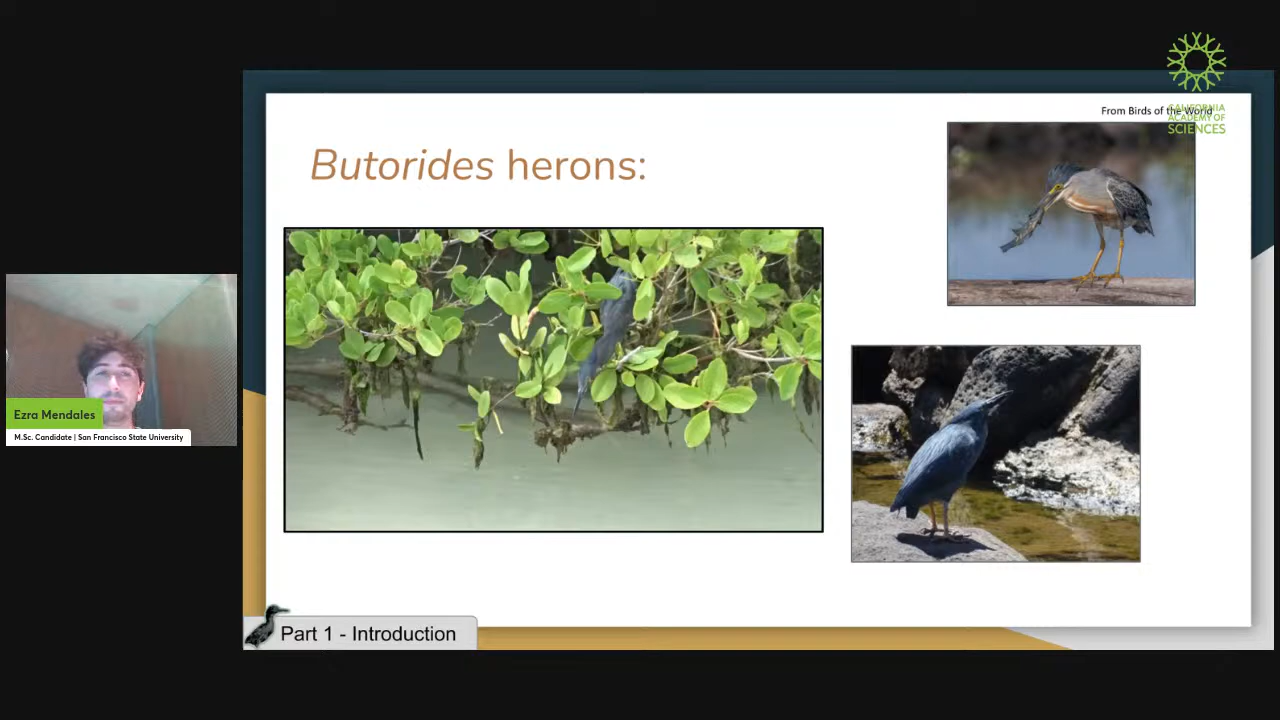 From Birds of the World
CALIFORNIA
ACADEMY OF
SCIENCES
Butorides herons:
Ezra Mendales
M.Sc. Candidate | San Francisco State University
Part 1 - Introduction